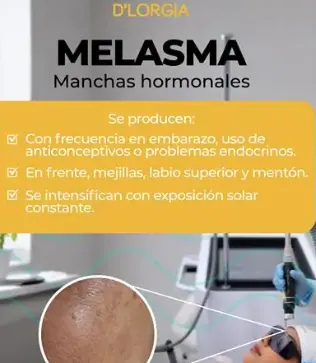 D'LORGIA
MELASMA
Manchas hormonales
Se producen:
Con frecuencia en embarazo, uso de
anticonceptivos o problemas endocrinos.
En frente, mejillas, labio superior y mentón.
Se intensifican con exposición solar
constante.